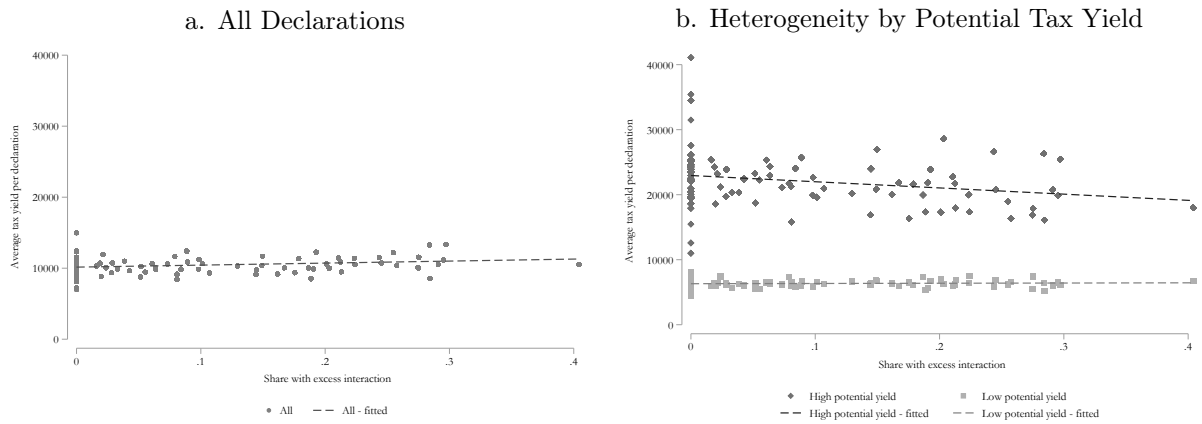 a. All Declarations
Average tax yield per declaration
40000
30000
20000
10000
0
0 .1 .2 .3 .4
Share with excess interaction
All All - fitted
b. Heterogeneity by Potential Tax Yield
Average tax yield per declaration
40000
30000
20000
10000
0
0 .1 .2 .3 .4
Share with excess interaction
High potential yield Low potential yield
High potential yield - fitted Low potential yield - fitted